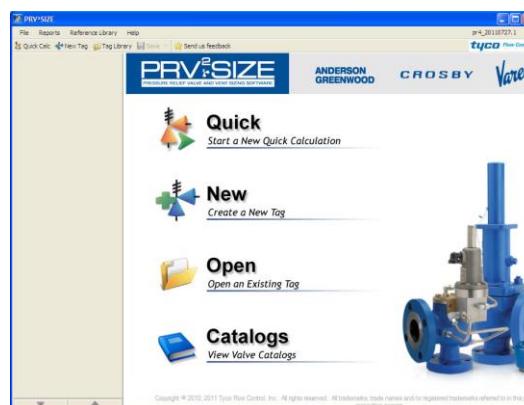 PRV²SIZE
File Reports Reference Library Help pr4_20110727.1
Quick Calc New Tag Tag Library Save Send us feedback tyco Flow Con
PRV²SIZE
PRESSURE RELIEF VALVE AND VENT SIZING SOFTWARE
ANDERSON
GREENWOOD
CROSBY
Vare
Quick
Start a New Quick Calculation
New
Create a New Tag
Open
Open an Existing Tag
Catalogs
View Valve Catalogs
Copyright © 2010, 2011 Tyco Flow Control, Inc. All rights reserved. All trademarks, trade names and/or registered trademarks referred to in this